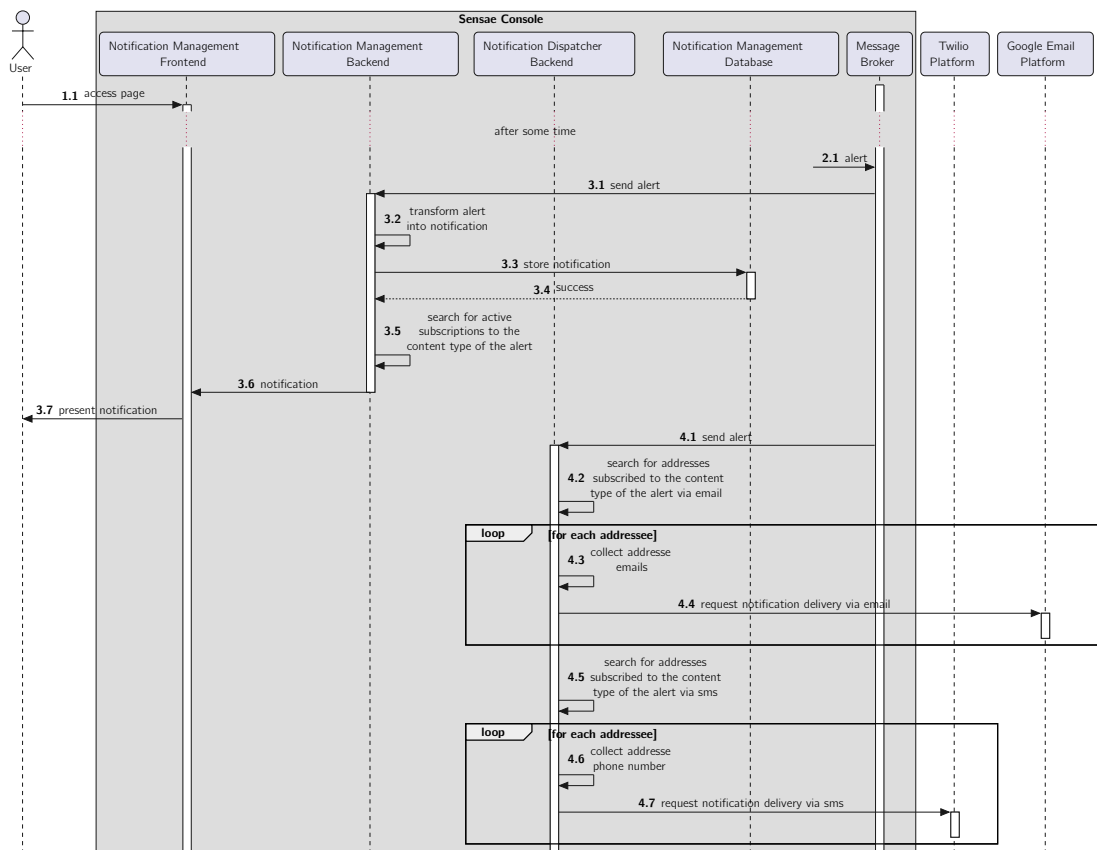 Sensae Console
User
Notification Management
Frontend
Notification Management
Backend
Notification Dispatcher
Backend
Notification Management
Database
Message
Broker
Twilio
Platform
Google Email
Platform
1.1 access page
after some time
2.1 alert
3.1 send alert
3.2 transform alert
into notification
3.3 store notification
3.4 success
3.5 search for active
subscriptions to the
content type of the alert
3.6 notification
3.7 present notification
4.1 send alert
4.2 search for addresses
subscribed to the content
type of the alert via email
loop [for each addressee]
4.3 collect addresse
emails
4.4 request notification delivery via email
4.5 search for addresses
subscribed to the content
type of the alert via sms
loop [for each addressee]
4.6 collect addresse
phone number
4.7 request notification delivery via sms